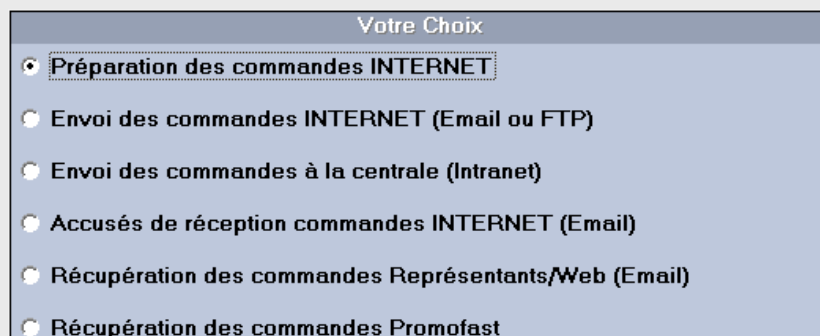 Votre Choix
Préparation des commandes INTERNET
Envoi des commandes INTERNET (Email ou FTP)
Envoi des commandes à la centrale (Intranet)
Accusés de réception commandes INTERNET (Email)
Récupération des commandes Représentants/Web (Email)
Récupération des commandes Promofast